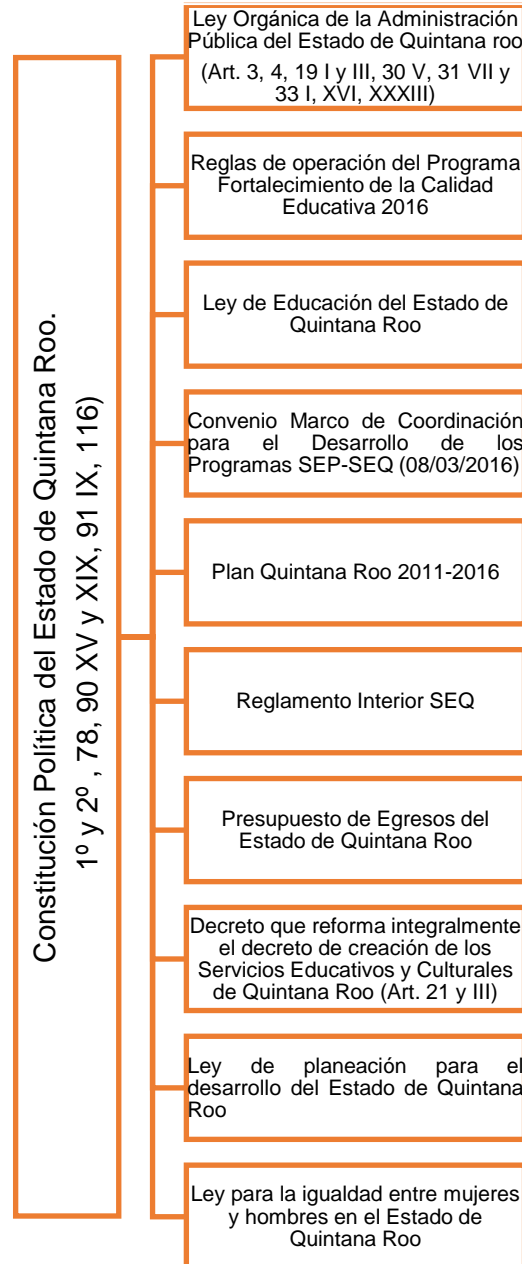 Constitución Política del Estado de Quintana Roo.
1º y 2º , 78, 90 XV y XIX, 91 IX, 116)
Ley Orgánica de la Administración
Pública del Estado de Quintana roo
(Art. 3, 4, 19 I y III, 30 V, 31 VII y
33 I, XVI, XXXIII)
Reglas de operación del Programa
Fortalecimiento de la Calidad
Educativa 2016
Ley de Educación del Estado de
Quintana Roo
Convenio Marco de Coordinación
para el Desarrollo de los
Programas SEP-SEQ (08/03/2016)
Plan Quintana Roo 2011-2016
Reglamento Interior SEQ
Presupuesto de Egresos del
Estado de Quintana Roo
Decreto que reforma integralmente
el decreto de creación de los
Servicios Educativos y Culturales
de Quintana Roo (Art. 21 y III)
Ley de planeación para el
desarrollo del Estado de Quintana
Roo
Ley para la igualdad entre mujeres
y hombres en el Estado de
Quintana Roo